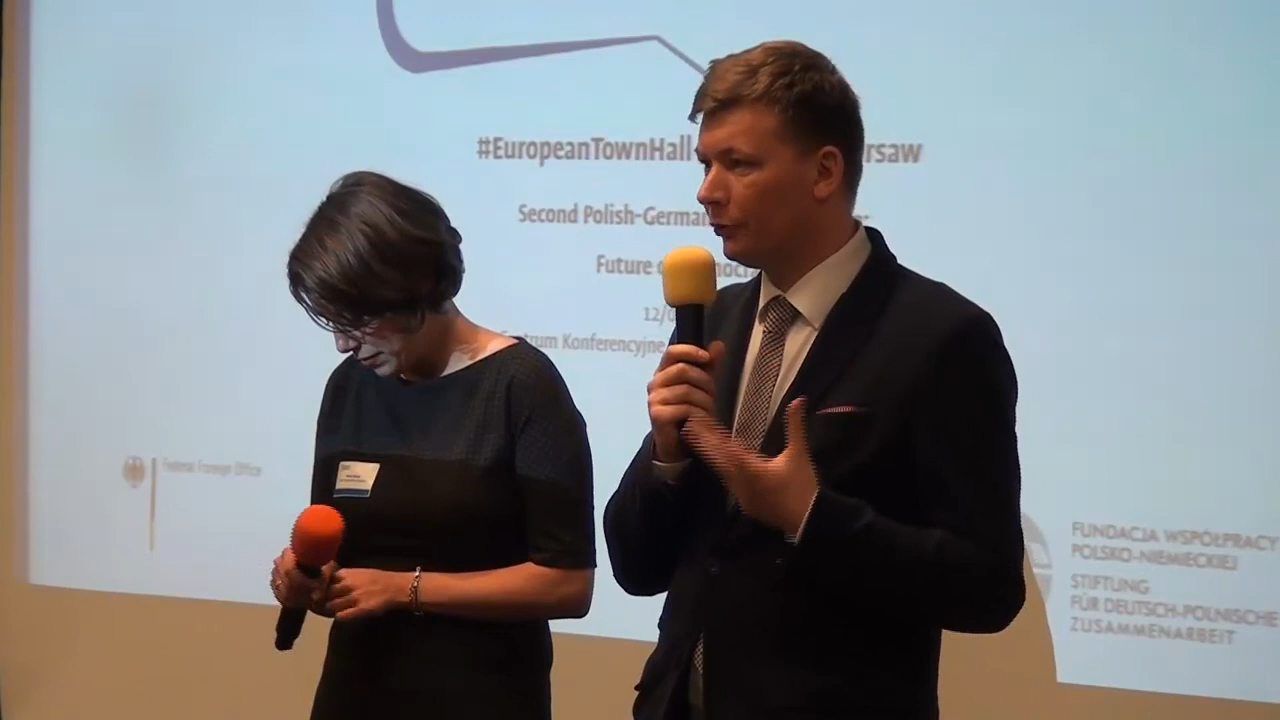 #EuropeanTownHall rsaw
Second Polish-German
Future
12/0
Konferencyjne
Federal Foreign Office
FUNDACJA WSPÓŁPRACY
POLSKO-NIEMIECKIEJ
STIFTUNG
FÜR DEUTSCH-POLNISCHE
ZUSAMMENARBEIT